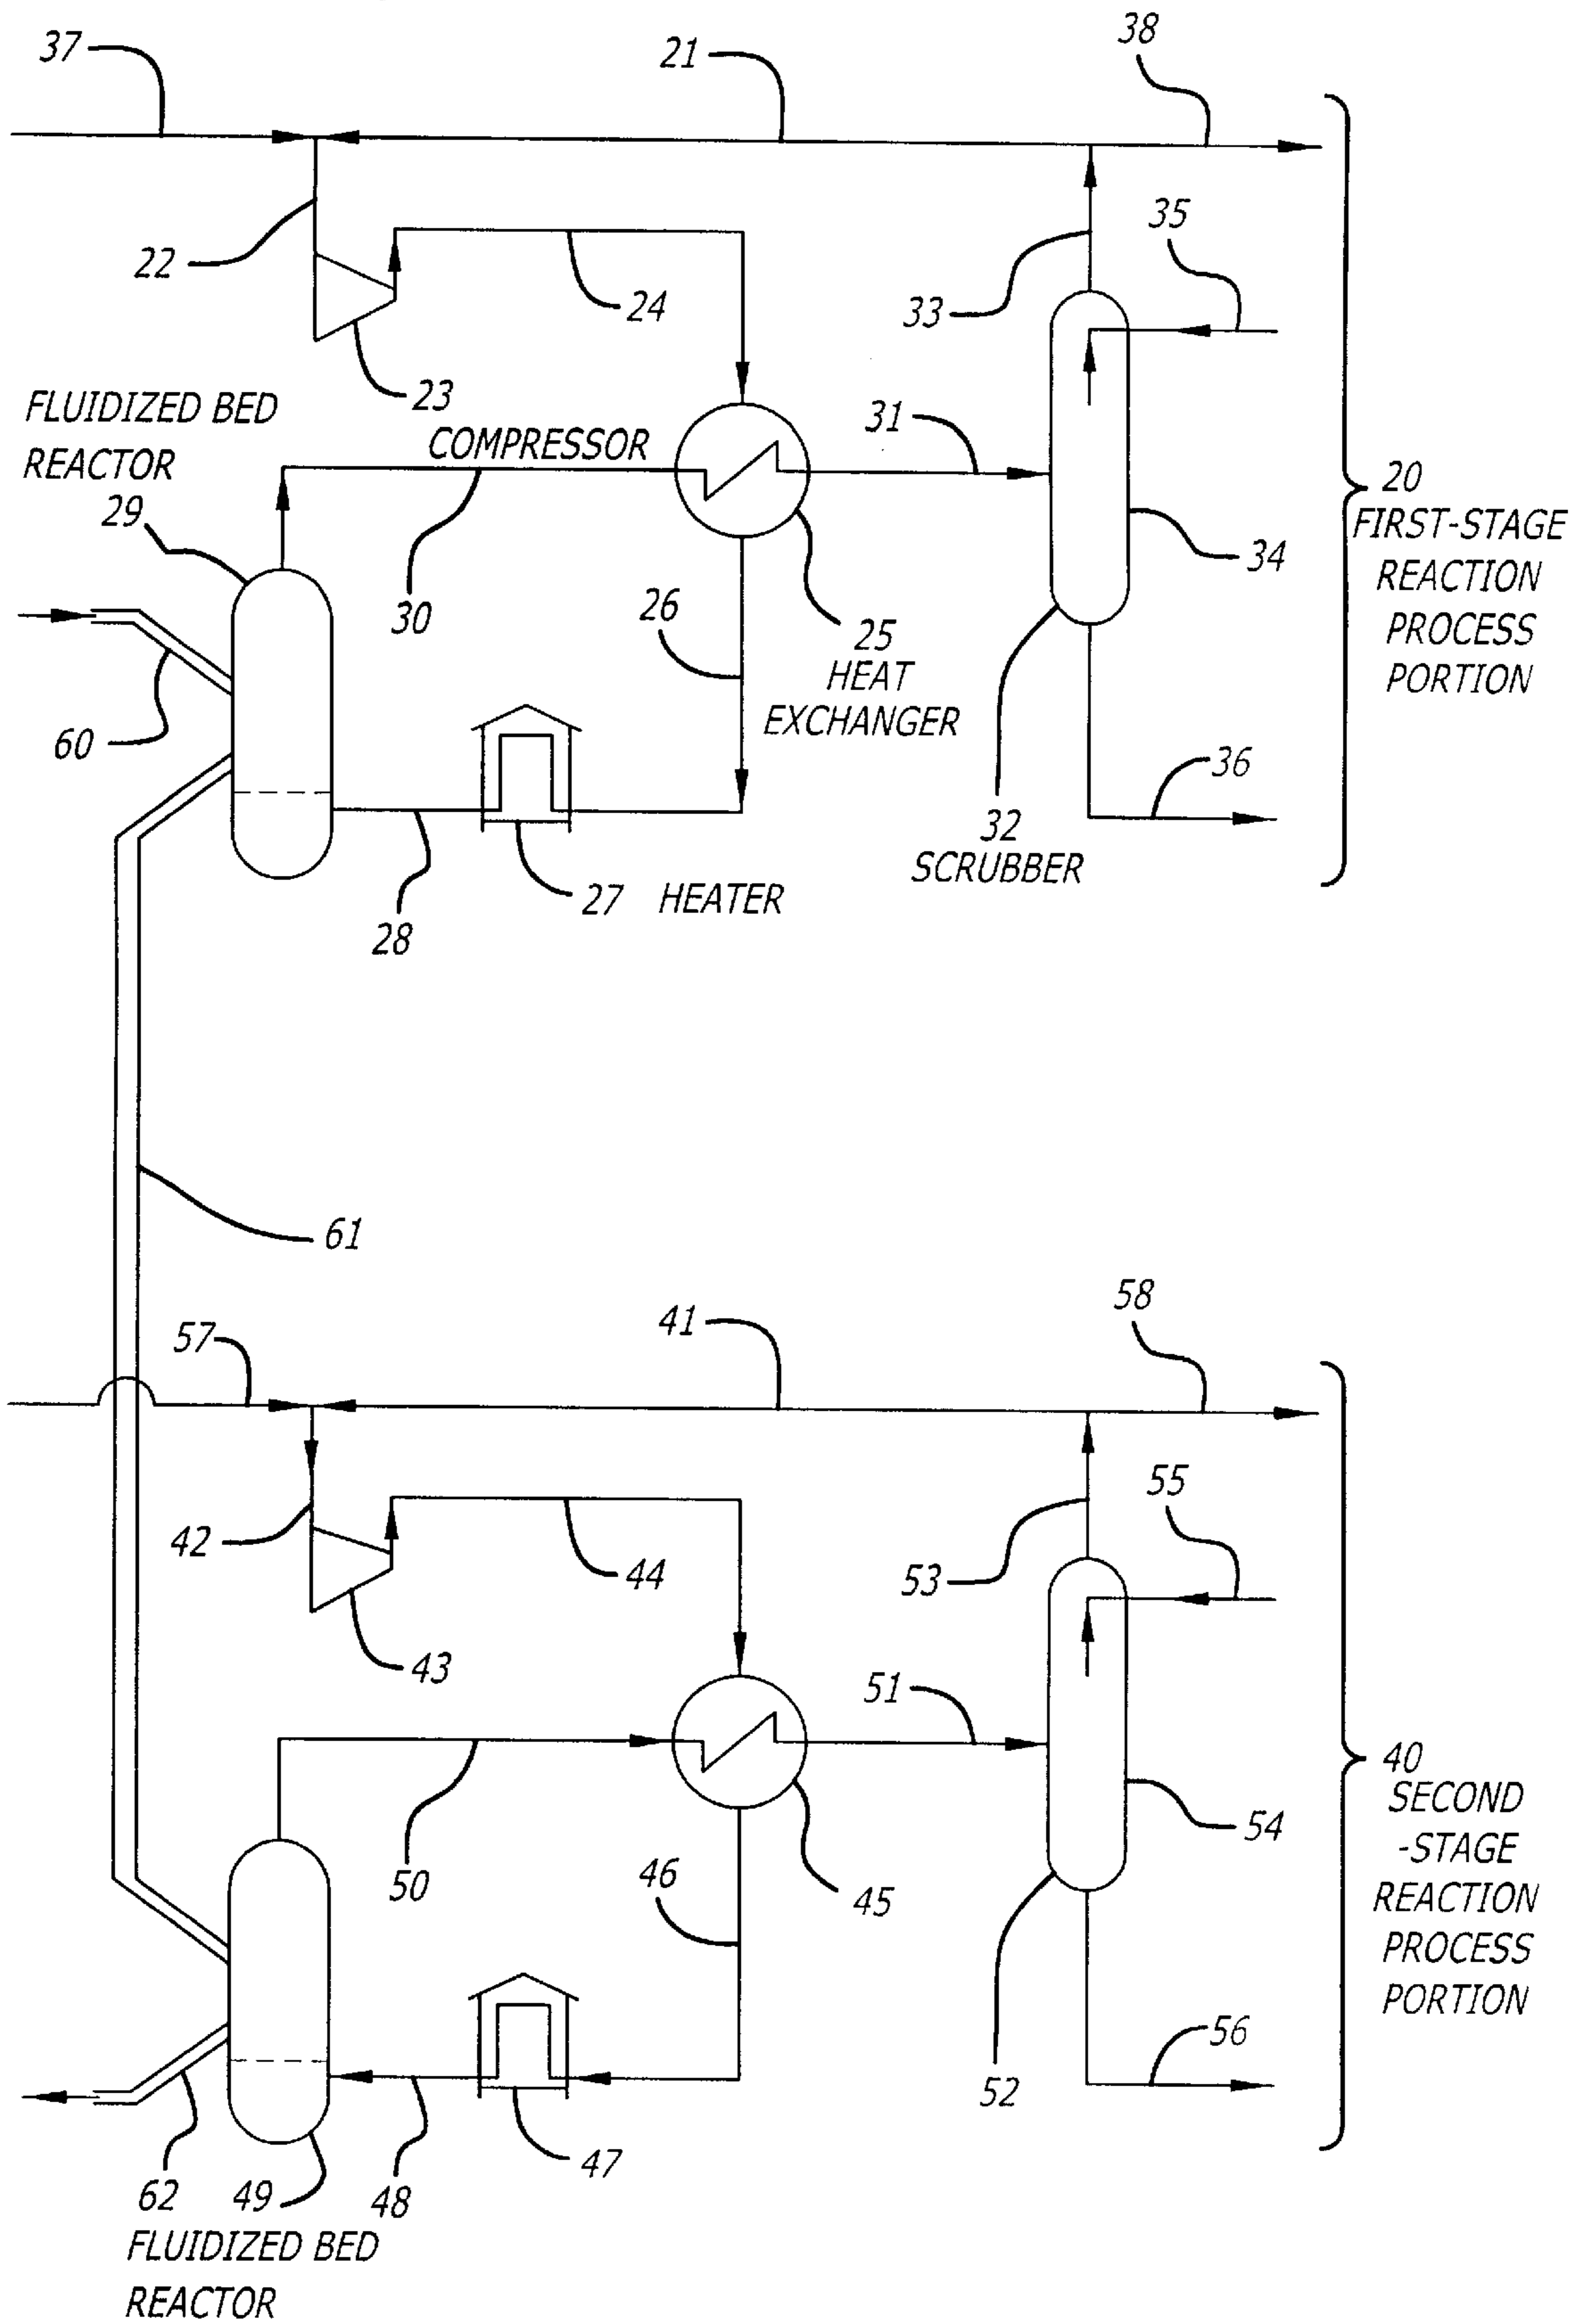 37
21
38
35
22
24
33
23
FLUIDIZED BED
REACTOR
COMPRESSOR
31
29
20
FIRST-STAGE
REACTION
PROCESS
PORTION
34
30
26
25
HEAT
EXCHANGER
60
36
32
SCRUBBER
27 HEATER
28
61
58
57
41
55
42
44
53
43
51
40
SECOND
-STAGE
REACTION
PROCESS
PORTION
54
50
46
45
56
52
47
62
49
48
FLUIDIZED BED
REACTOR